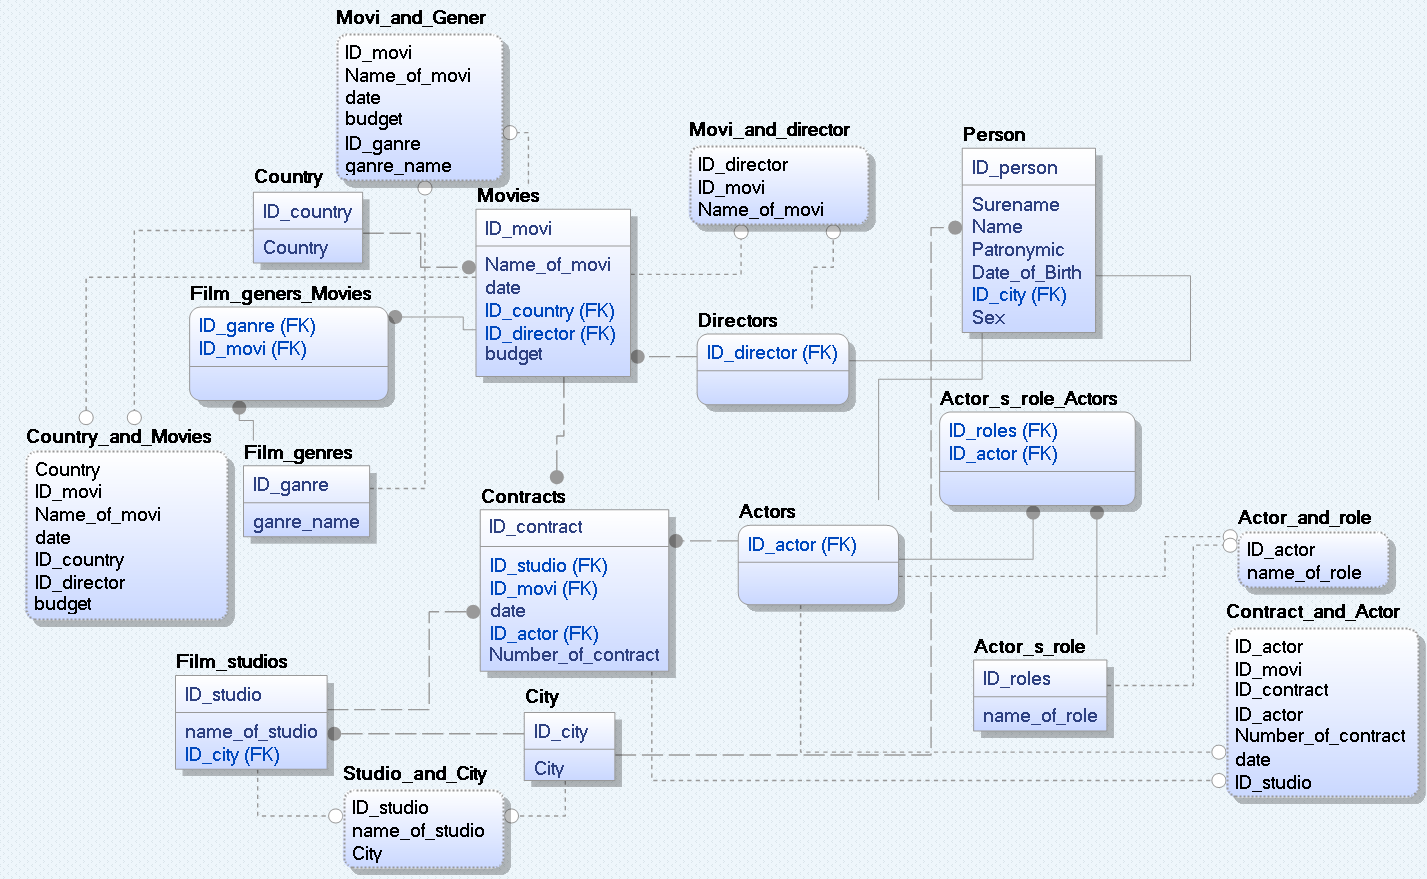 Movi_and_Gener
ID_movi
Name_of_movi
date
budget
ID_ganre
ganre_name
Movi_and_director
ID_director
ID_movi
Name_of_movi
Person
ID_person
Surename
Name
Patronymic
Date_of_Birth
ID_city (FK)
Sex
Country
ID_country
Country
Movies
ID_movi
Name_of_movi
date
ID_country (FK)
ID_director (FK)
budget
Film_geners_Movies
ID_ganre (FK)
ID_movi (FK)
Directors
ID_director (FK)
Actor_s_role_Actors
ID_roles (FK)
ID_actor (FK)
Country_and_Movies
Country
ID_movi
Name_of_movi
date
ID_country
ID_director
budget
Film_genres
ID_ganre
ganre_name
Contracts
ID_contract
ID_studio (FK)
ID_movi (FK)
date
ID_actor (FK)
Number_of_contract
Actors
ID_actor (FK)
Actor_and_role
ID_actor
name_of_role
Contract_and_Actor
ID_actor
ID_movi
ID_contract
ID_actor
Number_of_contract
date
ID_studio
Actor_s_role
ID_roles
name_of_role
Film_studios
ID_studio
name_of_studio
ID_city (FK)
City
ID_city
City
Studio_and_City
ID_studio
name_of_studio
City